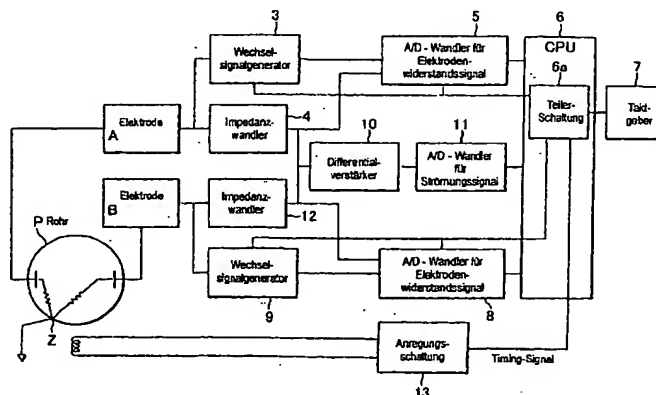 3
5
6
Wechsel-
signalgenerator
A/D - Wandler für
Elektroden-
widerstandssignal
CPU
6a
7
4
Teiler-
Schaltung
Taktgeber
Elektrode
A
Impedanz-
wandler
10
11
Elektrode
B
Differential-
verstärker
A/D - Wandler
für
Strömungssignal
Impedanz-
wandler
12
P Rohr
Wechsel-
signalgenerator
A/D - Wandler für
Elektroden-
widerstandssignal
9
8
Z
Anregungs-
schaltung
Timing-Signal
13